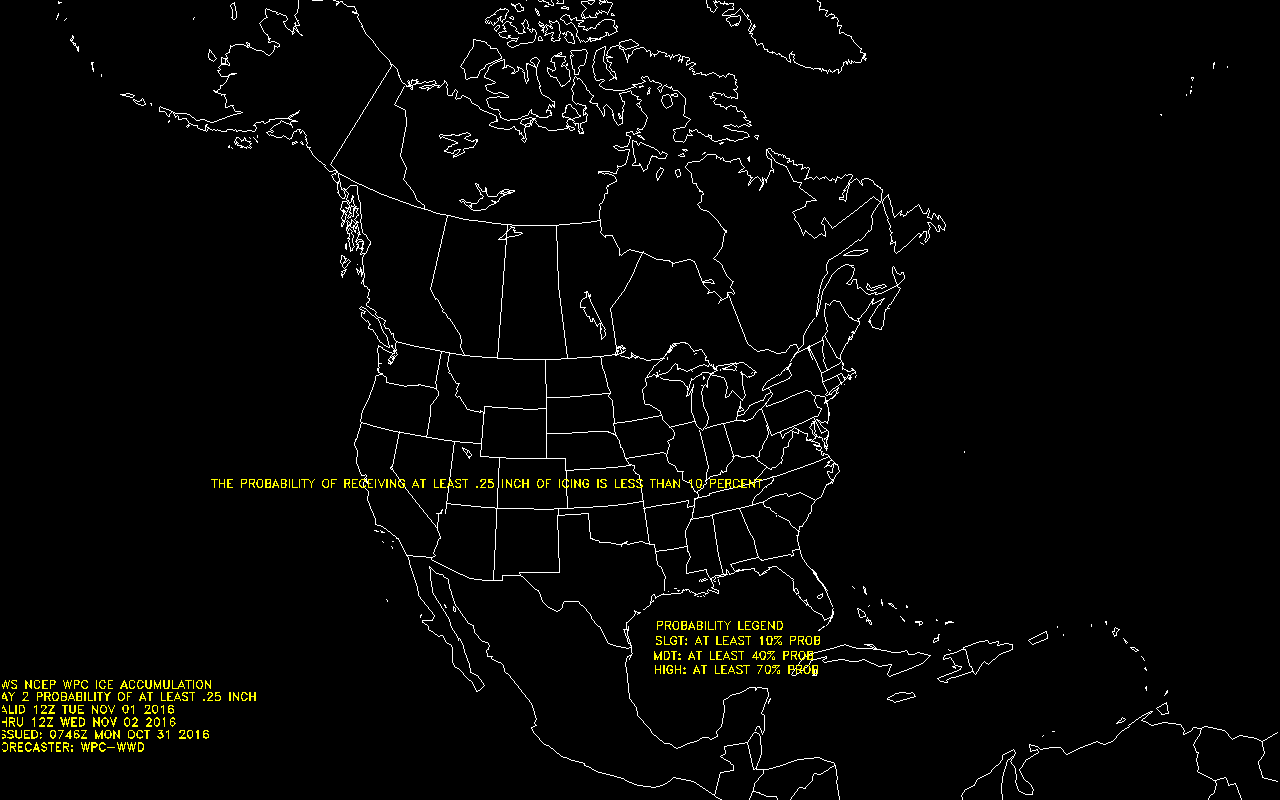 THE PROBABILITY OF RECEIVING AT LEAST .25 INCH OF ICING IS LESS THAN 10 PERCENT.
PROBABILITY LEGEND
SLGT: AT LEAST 10% PROB
MDT: AT LEAST 40% PROB
HIGH: AT LEAST 70% PROB
WS NCEP WPC ICE ACCUMULATION
AY 2 PROBABILITY OF AT LEAST .25 INCH
ALID 12Z TUE NOV 01 2016
HRU 12Z WED NOV 02 2016
SSUED: 0746Z MON OCT 31 2016
ORECASTER: WPC-WWD